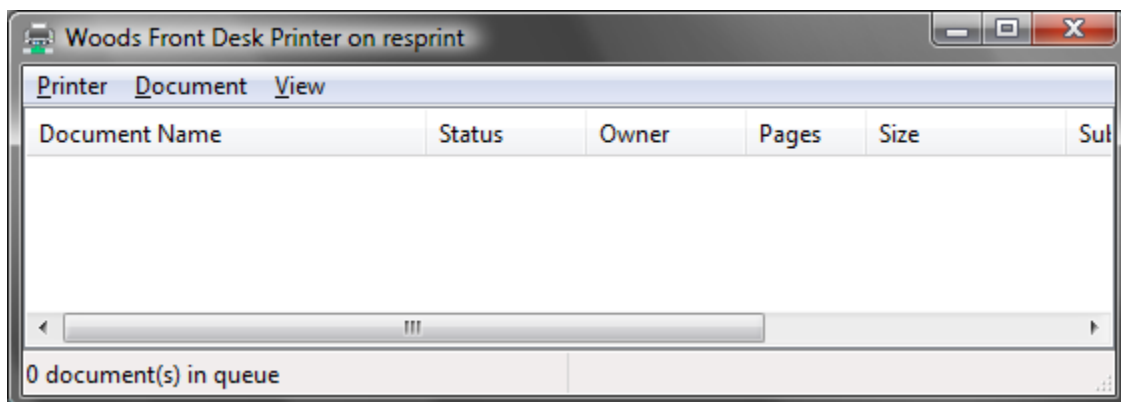 Woods Front Desk Printer on resprint
Printer Document View
Document Name Status Owner Pages Size
0 document(s) in queue